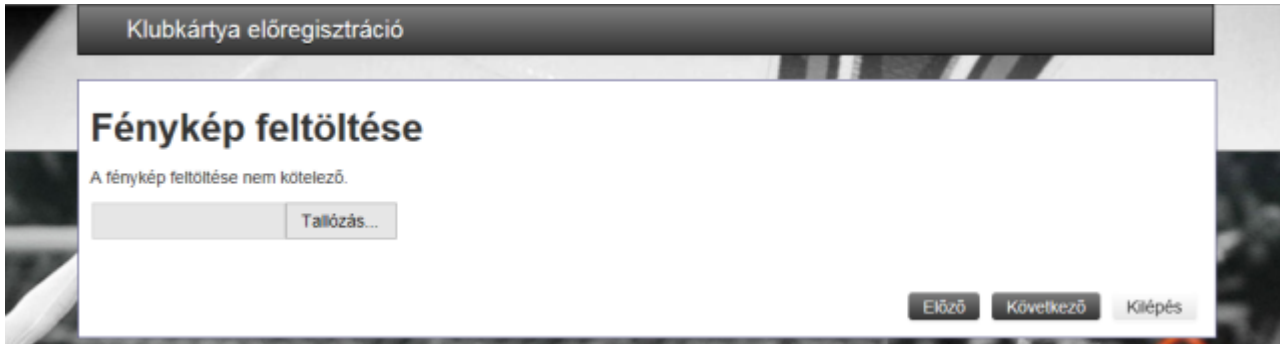 Klubkártya előregisztráció
Fénykép feltöltése
A fénykép feltöltése nem kötelező.
Tallózás...
Előző Következő Kilépés